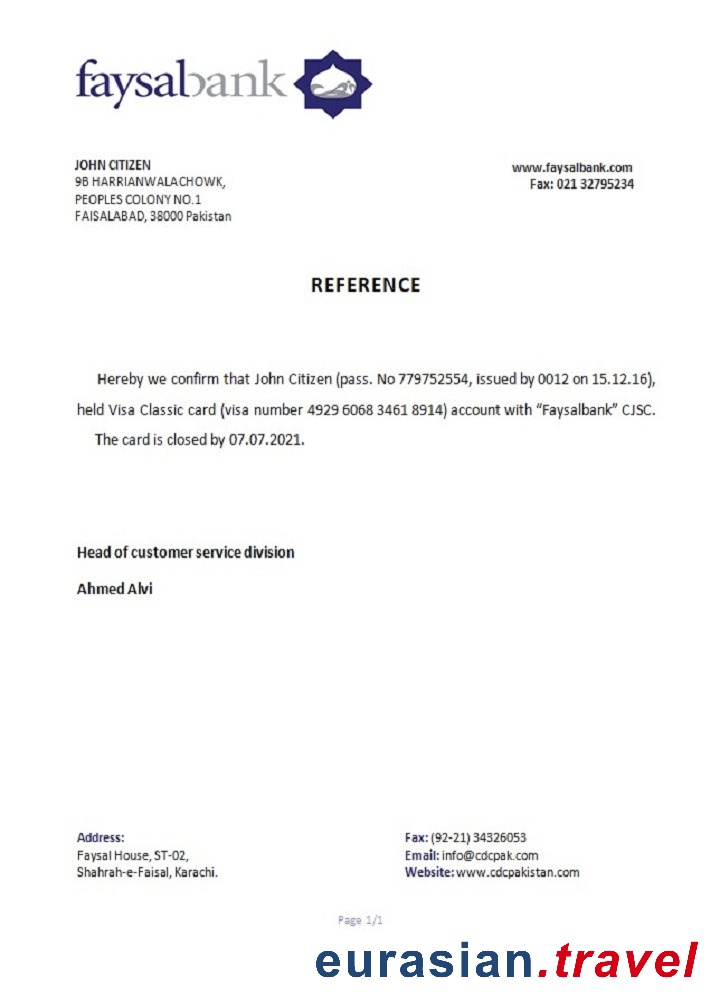 faysalbank
JOHN CITIZEN
9B HARRIANWALACHOWK,
PEOPLES COLONY NO.1
FAISALABAD, 38000 Pakistan
www.faysalbank.com
Fax: 021 32795234
REFERENCE
Hereby we confirm that John Citizen (pass. No 779752554, issued by 0012 on 15.12.16),
held Visa Classic card (visa number 4929 6068 3461 8914) account with “Faysalbank” CJSC.
The card is closed by 07.07.2021.
Head of customer service division
Ahmed Alvi
Address:
Faysal House, ST-02,
Shahrah-e-Faisal, Karachi.
Fax: (92-21) 34326053
Email: info@cdcpak.com
Website: www.cdcpakistan.com
Page 1/1
eurasian.travel